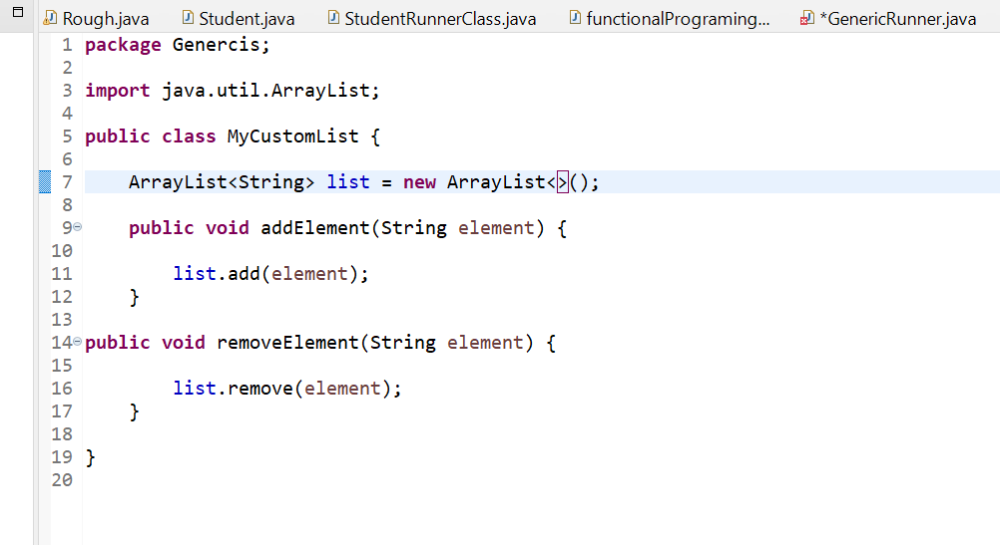 Rough.java Student.java StudentRunnerClass.java functionalPrograming... *GenericRunner.java
1 package Genercis;
2
3 import java.util.ArrayList;
4
5 public class MyCustomList {
6
7     ArrayList<String> list = new ArrayList<>();
8
9     public void addElement(String element) {
10
11         list.add(element);
12     }
13
14 public void removeElement(String element) {
15
16         list.remove(element);
17     }
18
19 }
20